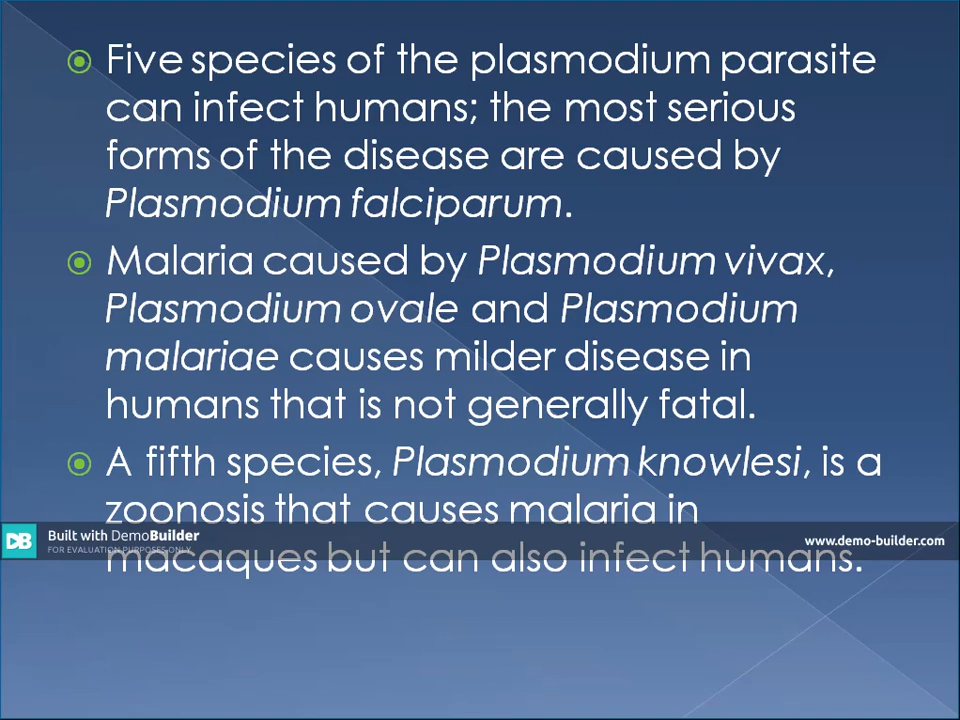 Five species of the plasmodium parasite
can infect humans; the most serious
forms of the disease are caused by
Plasmodium falciparum.
Malaria caused by Plasmodium vivax,
Plasmodium ovale and Plasmodium
malariae causes milder disease in
humans that is not generally fatal.
A fifth species, Plasmodium knowlesi, is a
zoonosis that causes malaria in
macaques but can also infect humans.
DB
Built with DemoBuilder
FOR EVALUATION PURPOSES ONLY
www.demo-builder.com